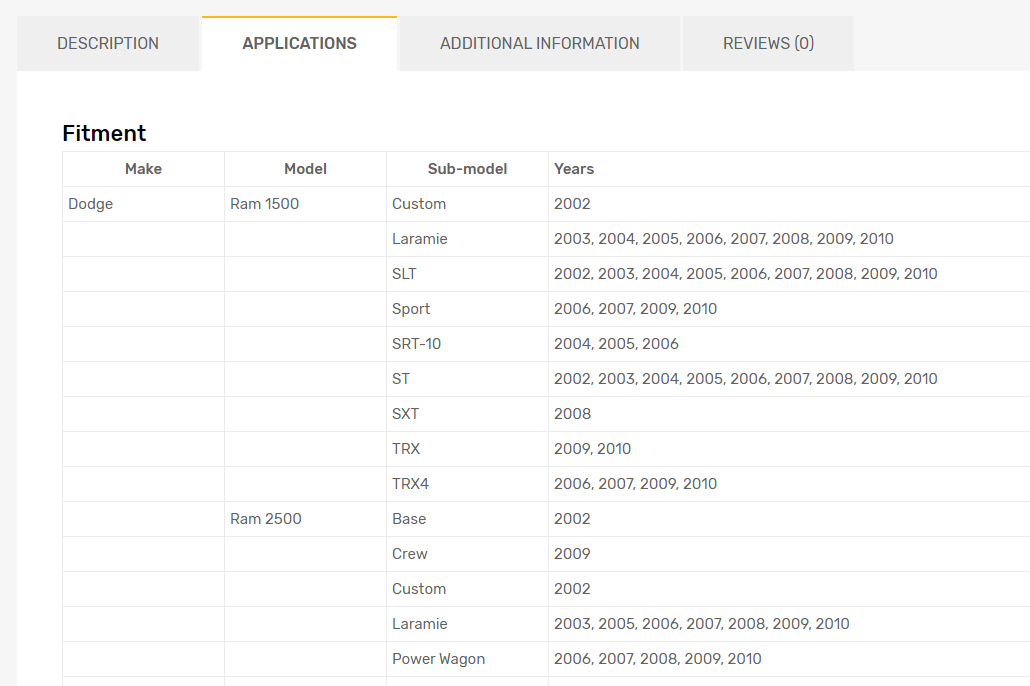 DESCRIPTION APPLICATIONS ADDITIONAL INFORMATION REVIEWS (0)
Fitment
Make Model Sub-model Years
Dodge Ram 1500 Custom 2002
Laramie 2003, 2004, 2005, 2006, 2007, 2008, 2009, 2010
SLT 2002, 2003, 2004, 2005, 2006, 2007, 2008, 2009, 2010
Sport 2006, 2007, 2009, 2010
SRT-10 2004, 2005, 2006
ST 2002, 2003, 2004, 2005, 2006, 2007, 2008, 2009, 2010
SXT 2008
TRX 2009, 2010
TRX4 2006, 2007, 2009, 2010
Ram 2500 Base 2002
Crew 2009
Custom 2002
Laramie 2003, 2005, 2006, 2007, 2008, 2009, 2010
Power Wagon 2006, 2007, 2008, 2009, 2010